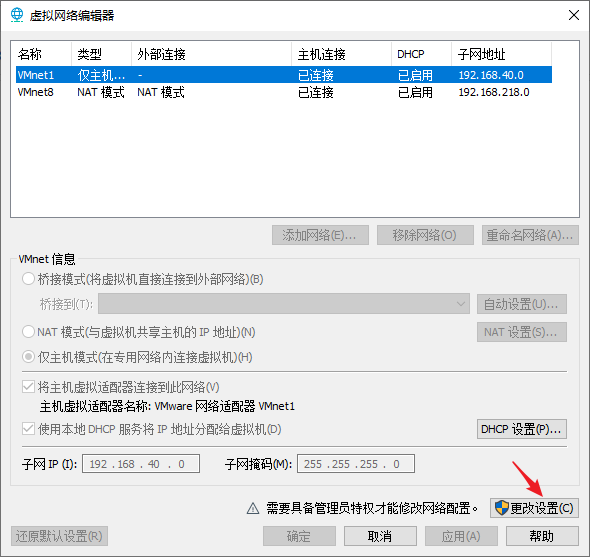 虚拟网络编辑器
名称 类型 外部连接 主机连接 DHCP 子网地址
VMnet1 仅主机... - 已连接 已启用 192.168.40.0
VMnet8 NAT 模式 NAT 模式 已连接 已启用 192.168.218.0
添加网络(E)... 移除网络(O) 重命名网络(A)...
VMnet 信息
桥接模式(将虚拟机直接连接到外部网络)(B)
桥接到(T): 自动设置(U)...
NAT 模式(与虚拟机共享主机的 IP 地址)(N) NAT 设置(S)...
仅主机模式(在专用网络内连接虚拟机)(H)
将主机虚拟适配器连接到此网络(V)
主机虚拟适配器名称: VMware 网络适配器 VMnet1
使用本地 DHCP 服务将 IP 地址分配给虚拟机(D) DHCP 设置(P)...
子网 IP (I): 192 . 168 . 40 . 0 子网掩码(M): 255 . 255 . 255 . 0
需要具备管理员特权才能修改网络配置。 更改设置(C)
还原默认设置(R) 确定 取消 应用(A) 帮助